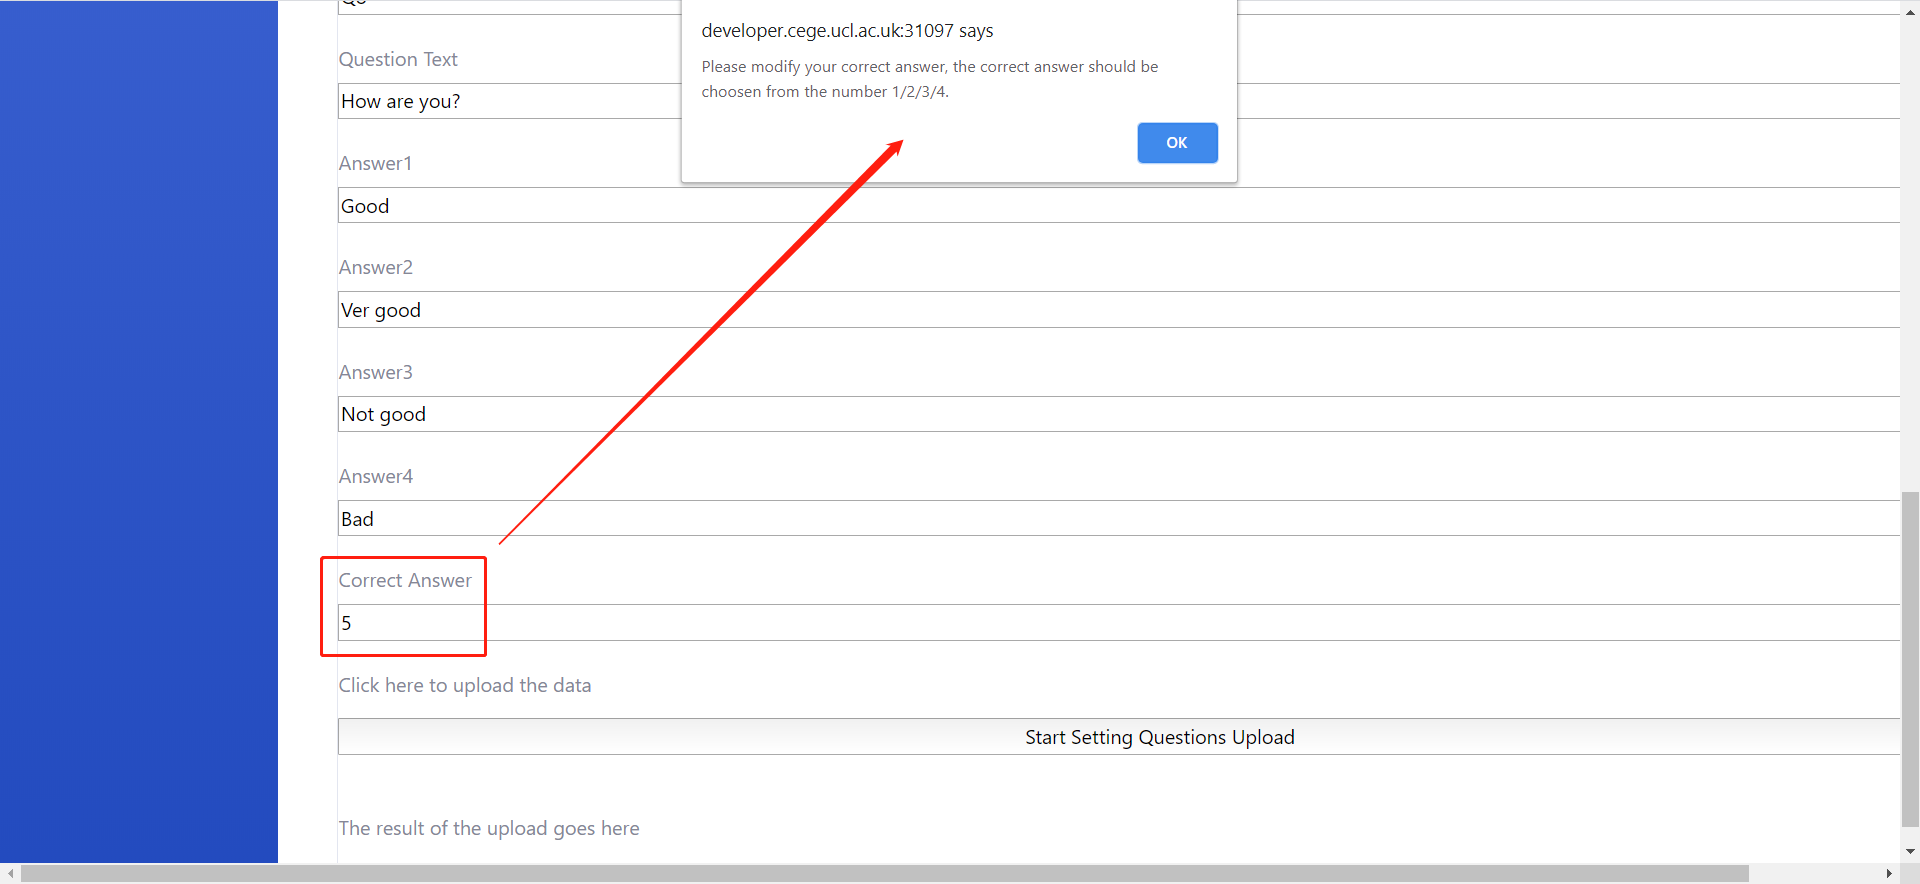 developer.cege.ucl.ac.uk:31097 says
Please modify your correct answer, the correct answer should be
choosen from the number 1/2/3/4.
OK
Question Text
How are you?
Answer1
Good
Answer2
Ver good
Answer3
Not good
Answer4
Bad
Correct Answer
5
Click here to upload the data
Start Setting Questions Upload
The result of the upload goes here